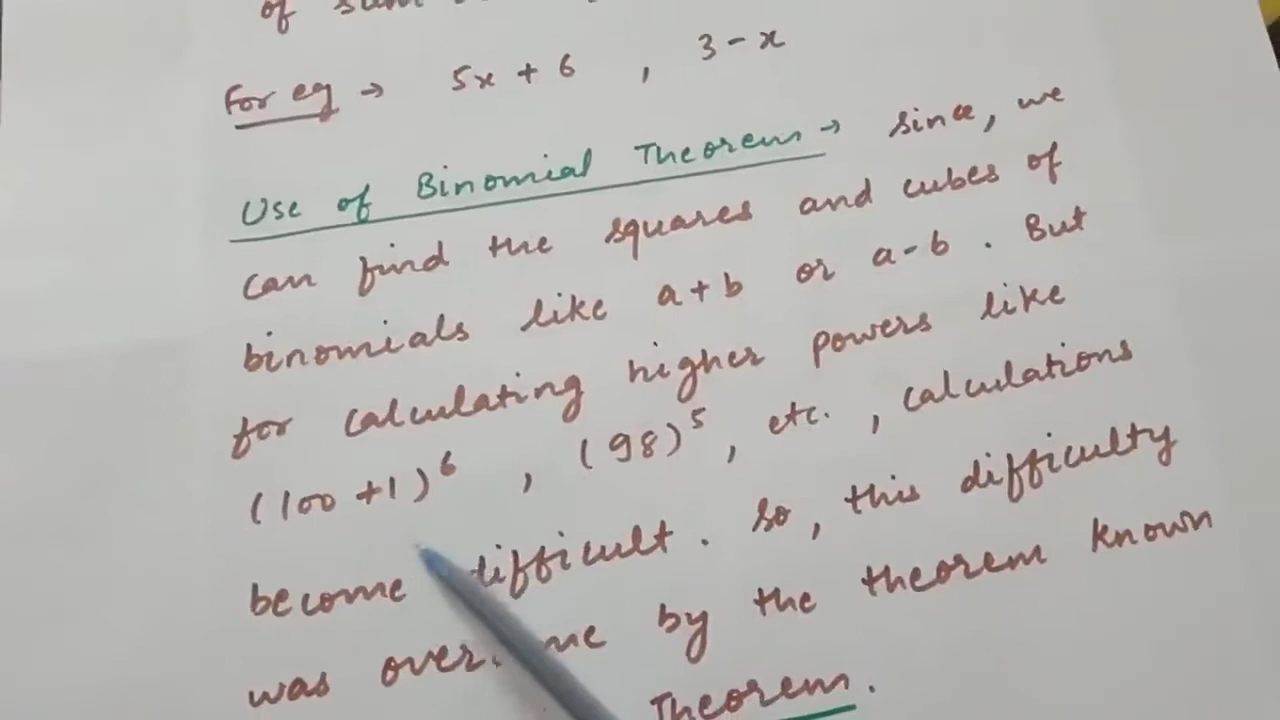 of
For eg → 5x + 6 , 3 - x
Use of Binomial Theorem → since, we
can find the squares and cubes of
binomials like a+b or a-b . But
for calculating higher powers like
(100 +1)⁶ , (98)⁵ , etc. , calculations
become difficult . So, this difficulty
was by the theorem known
Theorem.